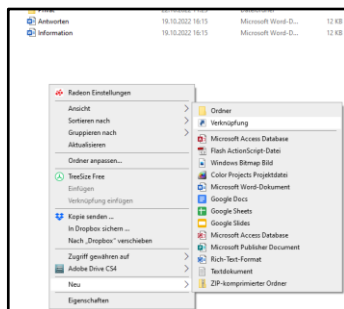 Antworten 19.10.2022 16:15 Microsoft Word-D... 12 KB
Information 19.10.2022 16:15 Microsoft Word-D... 12 KB
Radeon Einstellungen
Ansicht
Sortieren nach
Gruppieren nach
Aktualisieren
Ordner anpassen...
TreeSize Free
Einfügen
Verknüpfung einfügen
Kopie senden ...
In Dropbox sichern ...
Nach „Dropbox" verschieben
Zugriff gewähren auf
Adobe Drive CS4
Neu
Eigenschaften
Ordner
Verknüpfung
Microsoft Access Database
Flash ActionScript-Datei
Windows Bitmap Bild
Color Projects Projektdatei
Microsoft Word-Dokument
Google Docs
Google Sheets
Google Slides
Microsoft Access Database
Microsoft Publisher Document
Rich-Text-Format
Textdokument
ZIP-komprimierter Ordner